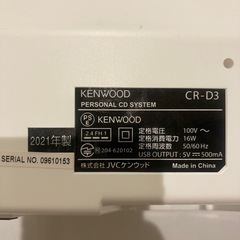 KENWOOD CR-D3
PERSONAL CD SYSTEM
PS E KENWOOD
定格電圧 : 100V ～
2.4 FH 1 定格消費電力 : 16W
定格周波数 : 50/60 Hz
204-620102 USB OUTPUT : 5V ⎓ 500mA
株式会社 JVCケンウッド Made in China
2021年製
SERIAL NO. 09610153